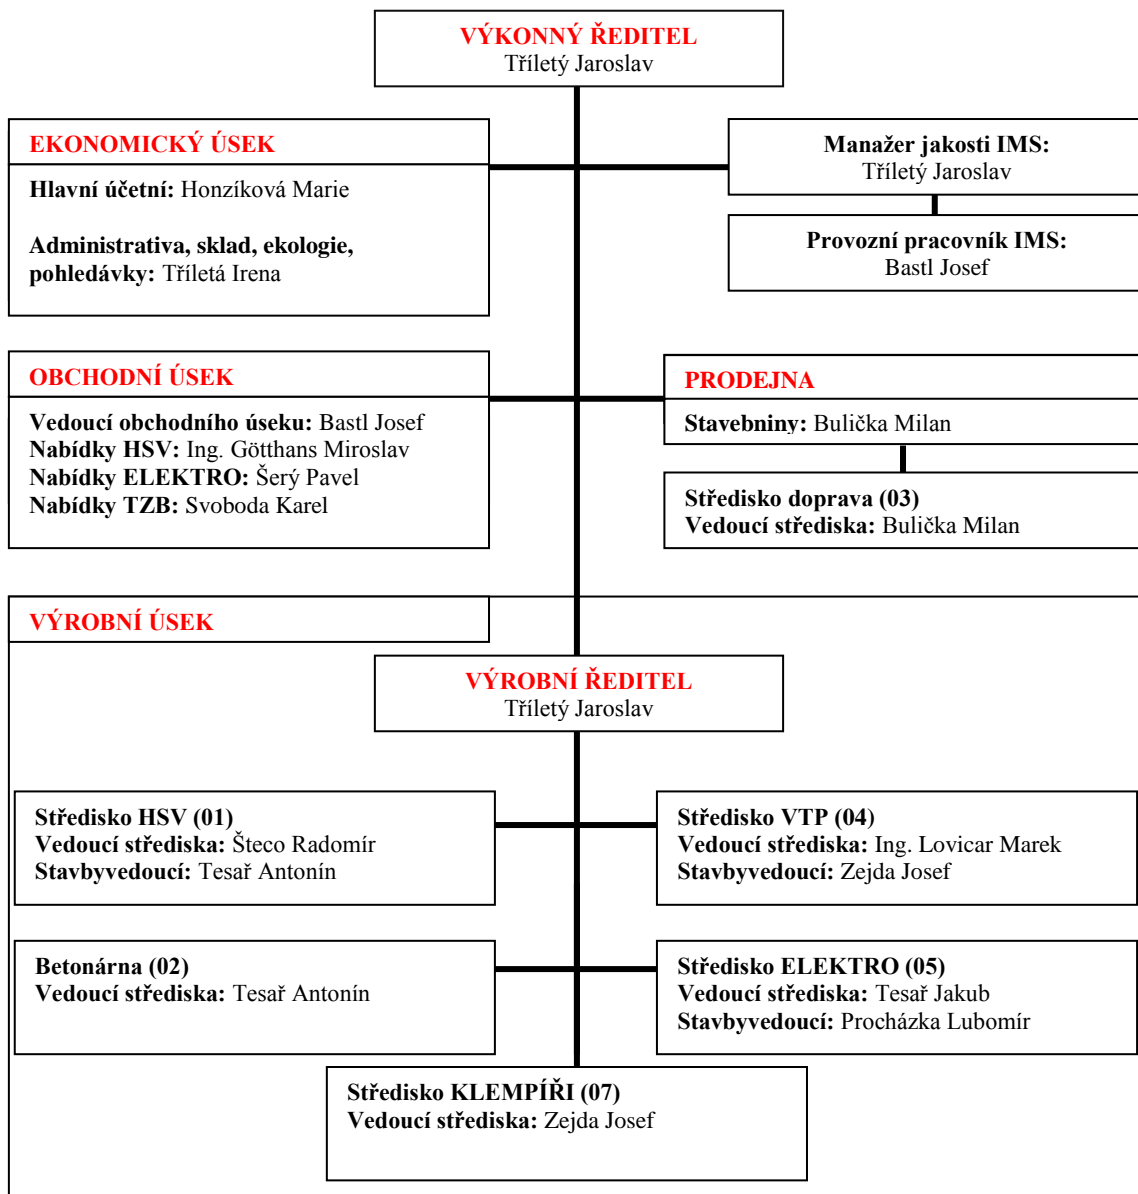 VÝKONNÝ ŘEDITEL
Tříletý Jaroslav
EKONOMICKÝ ÚSEK
Hlavní účetní: Honzíková Marie
Administrativa, sklad, ekologie,
pohledávky: Tříletá Irena
Manažer jakosti IMS:
Tříletý Jaroslav
Provozní pracovník IMS:
Bastl Josef
OBCHODNÍ ÚSEK
Vedoucí obchodního úseku: Bastl Josef
Nabídky HSV: Ing. Götthans Miroslav
Nabídky ELEKTRO: Šerý Pavel
Nabídky TZB: Svoboda Karel
PRODEJNA
Stavebniny: Bulička Milan
Středisko doprava (03)
Vedoucí střediska: Bulička Milan
VÝROBNÍ ÚSEK
VÝROBNÍ ŘEDITEL
Tříletý Jaroslav
Středisko HSV (01)
Vedoucí střediska: Šteco Radomír
Stavbyvedoucí: Tesař Antonín
Středisko VTP (04)
Vedoucí střediska: Ing. Lovicar Marek
Stavbyvedoucí: Zejda Josef
Betonárna (02)
Vedoucí střediska: Tesař Antonín
Středisko ELEKTRO (05)
Vedoucí střediska: Tesař Jakub
Stavbyvedoucí: Procházka Lubomír
Středisko KLEMPÍŘI (07)
Vedoucí střediska: Zejda Josef